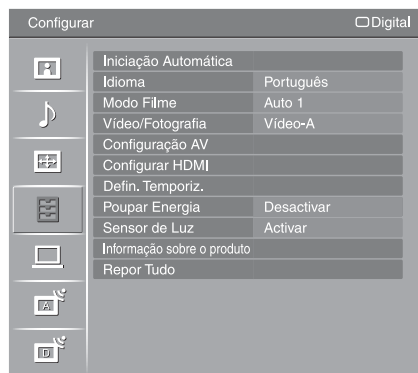 Configurar Digital
Iniciação Automática
Idioma Português
Modo Filme Auto 1
Vídeo/Fotografia Vídeo-A
Configuração AV
Configurar HDMI
Defin. Temporiz.
Poupar Energia Desactivar
Sensor de Luz Activar
Informação sobre o produto
Repor Tudo
A
D